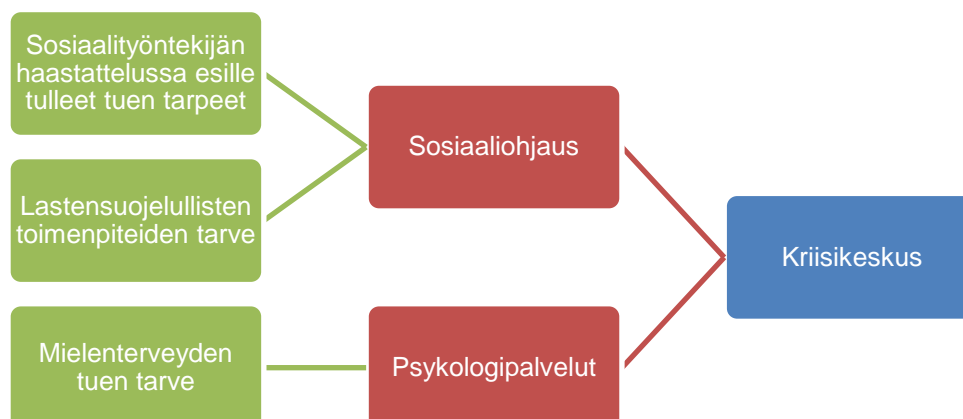 Sosiaalityöntekijän
haastattelussa esille
tulleet tuen tarpeet
Sosiaaliohjaus
Lastensuojelullisten
toimenpiteiden tarve
Kriisikeskus
Mielenterveyden
tuen tarve
Psykologipalvelut